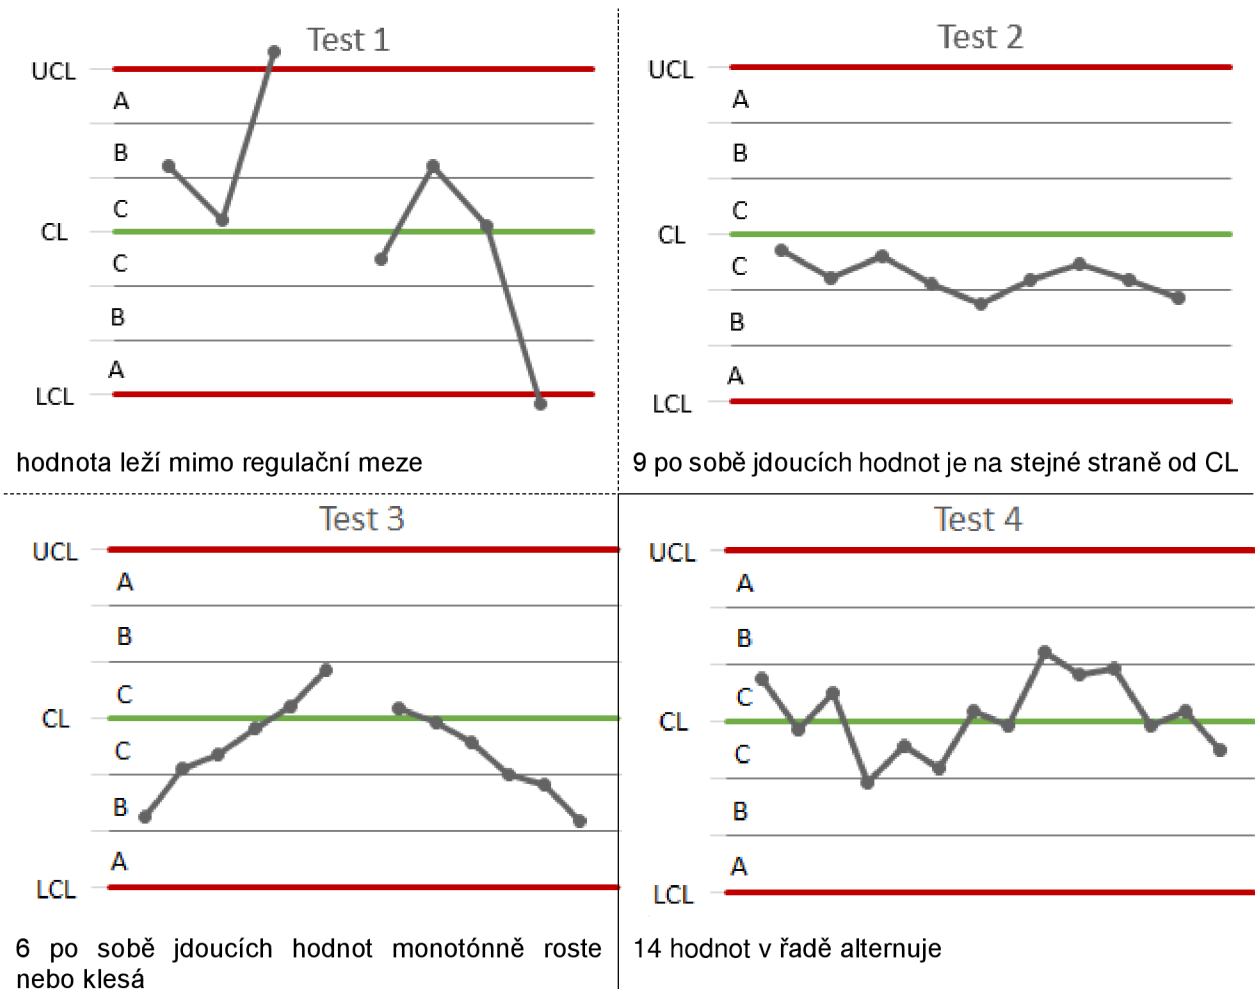 Test 1
UCL
A
B
C
CL
C
B
A
LCL
hodnota leží mimo regulační meze
Test 2
UCL
A
B
C
CL
C
B
A
LCL
9 po sobě jdoucích hodnot je na stejné straně od CL
Test 3
UCL
A
B
C
CL
C
B
A
LCL
6 po sobě jdoucích hodnot monotónně roste
nebo klesá
Test 4
UCL
A
B
C
CL
C
B
A
LCL
14 hodnot v řadě alternuje